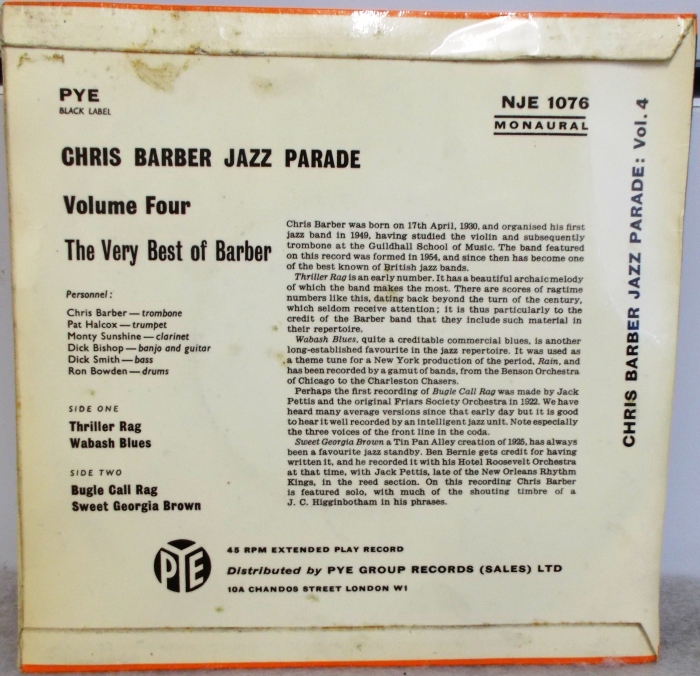 PYE
BLACK LABEL
NJE 1076
MONAURAL
CHRIS BARBER JAZZ PARADE
Volume Four
The Very Best of Barber
Personnel:
Chris Barber — trombone
Pat Halcox — trumpet
Monty Sunshine — clarinet
Dick Bishop — banjo and guitar
Dick Smith — bass
Ron Bowden — drums
SIDE ONE
Thriller Rag
Wabash Blues
SIDE TWO
Bugle Call Rag
Sweet Georgia Brown
Chris Barber was born on 17th April, 1930, and organised his first
jazz band in 1949, having studied the violin and subsequently
trombone at the Guildhall School of Music. The band featured
on this record was formed in 1954, and since then has become one
of the best known of British jazz bands.
Thriller Rag is an early number. It has a beautiful archaic melody
of which the band makes the most. There are scores of ragtime
numbers like this, dating back beyond the turn of the century,
which seldom receive attention; it is thus particularly to the
credit of the Barber band that they include such material in
their repertoire.
Wabash Blues, quite a creditable commercial blues, is another
long-established favourite in the jazz repertoire. It was used as
a theme tune for a New York production of the period, Rain, and
has been recorded by a gamut of bands, from the Benson Orchestra
of Chicago to the Charleston Chasers.
Perhaps the first recording of Bugle Call Rag was made by Jack
Pettis and the original Friars Society Orchestra in 1922. We have
heard many average versions since that early day but it is good
to hear it well recorded by an intelligent jazz unit. Note especially
the three voices of the front line in the coda.
Sweet Georgia Brown a Tin Pan Alley creation of 1925, has always
been a favourite jazz standby. Ben Bernie gets credit for having
written it, and he recorded it with his Hotel Roosevelt Orchestra
at that time, with Jack Pettis, late of the New Orleans Rhythm
Kings, in the reed section. On this recording Chris Barber
is featured solo, with much of the shouting timbre of a
J. C. Higginbotham in his phrases.
CHRIS BARBER JAZZ PARADE: Vol. 4
PYE
45 RPM EXTENDED PLAY RECORD
Distributed by PYE GROUP RECORDS (SALES) LTD
10A CHANDOS STREET LONDON W1